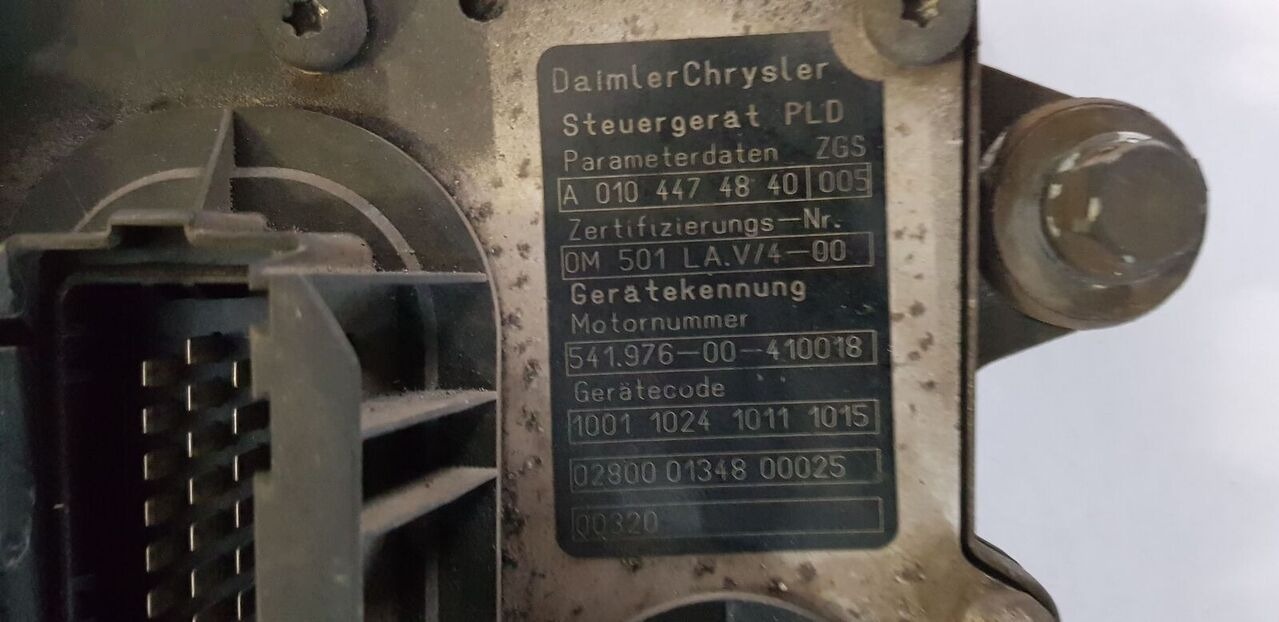 DaimlerChrysler
Steuergerät PLD
Parameterdaten ZGS
A 010 447 48 40 005
Zertifizierungs-Nr.
OM 501 LA.V/4-00
Gerätekennung
Motornummer
541.976-00-410018
Gerätecode
1001 1024 1011 1015
02800 01348 00025
00320